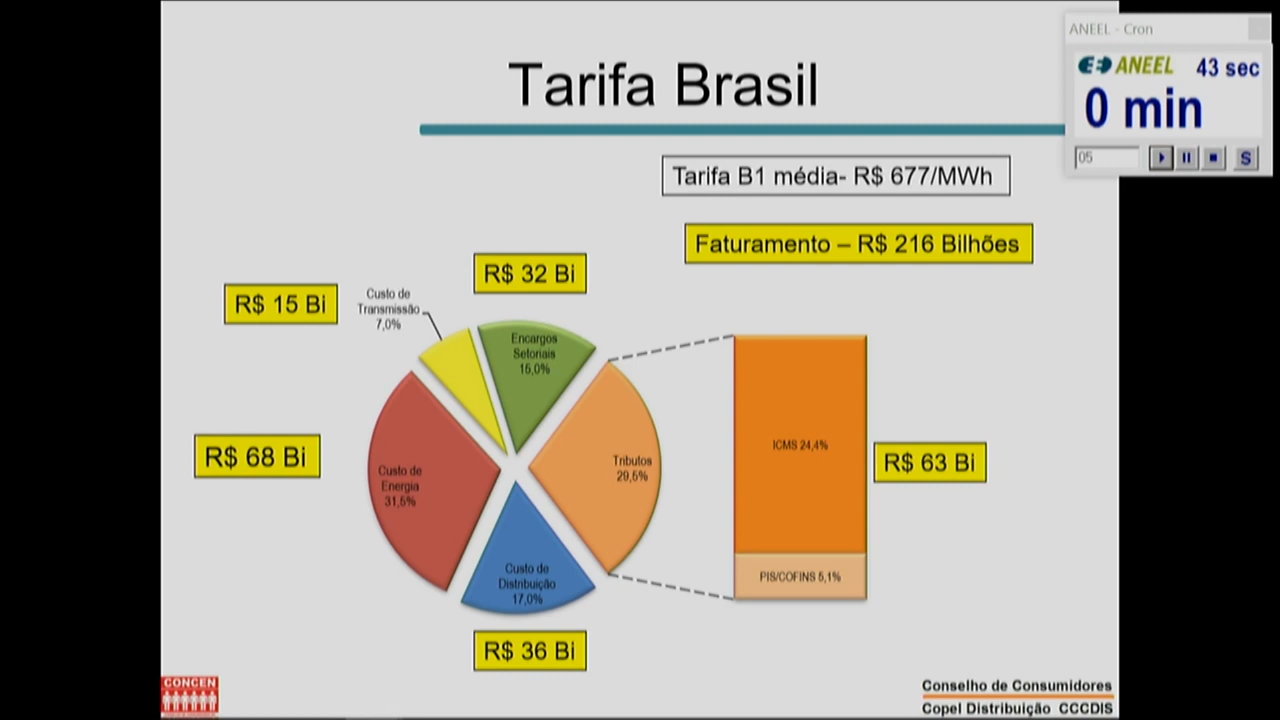 Tarifa Brasil
ANEEL - Cron
ANEEL
43 sec
0 min
05
S
Tarifa B1 média- R$ 677/MWh
Faturamento – R$ 216 Bilhões
R$ 32 Bi
R$ 15 Bi
Custo de
Transmissão
7,0%
Encargos
Setoriais
15,0%
R$ 68 Bi
Custo de
Energia
31,5%
Tributos
29,5%
ICMS 24,4%
R$ 63 Bi
PIS/COFINS 5,1%
Custo de
Distribuição
17,0%
R$ 36 Bi
CONCEN
Conselho de Consumidores
Copel Distribuição CCCDIS